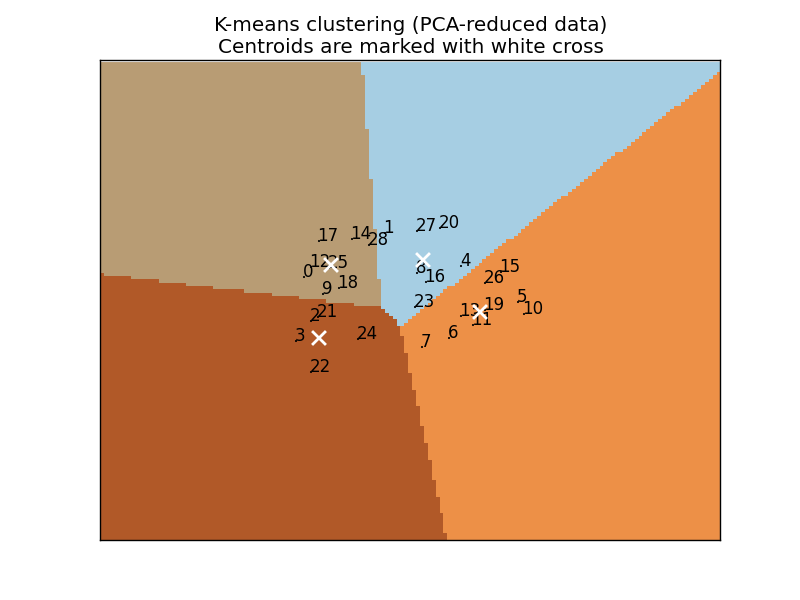 K-means clustering (PCA-reduced data)
Centroids are marked with white cross
1 27 20
17 14 28
12 25 8 4 15
0 16 26
9 18
23 5
2 21 13 19 10
11
3 24 7 6
22